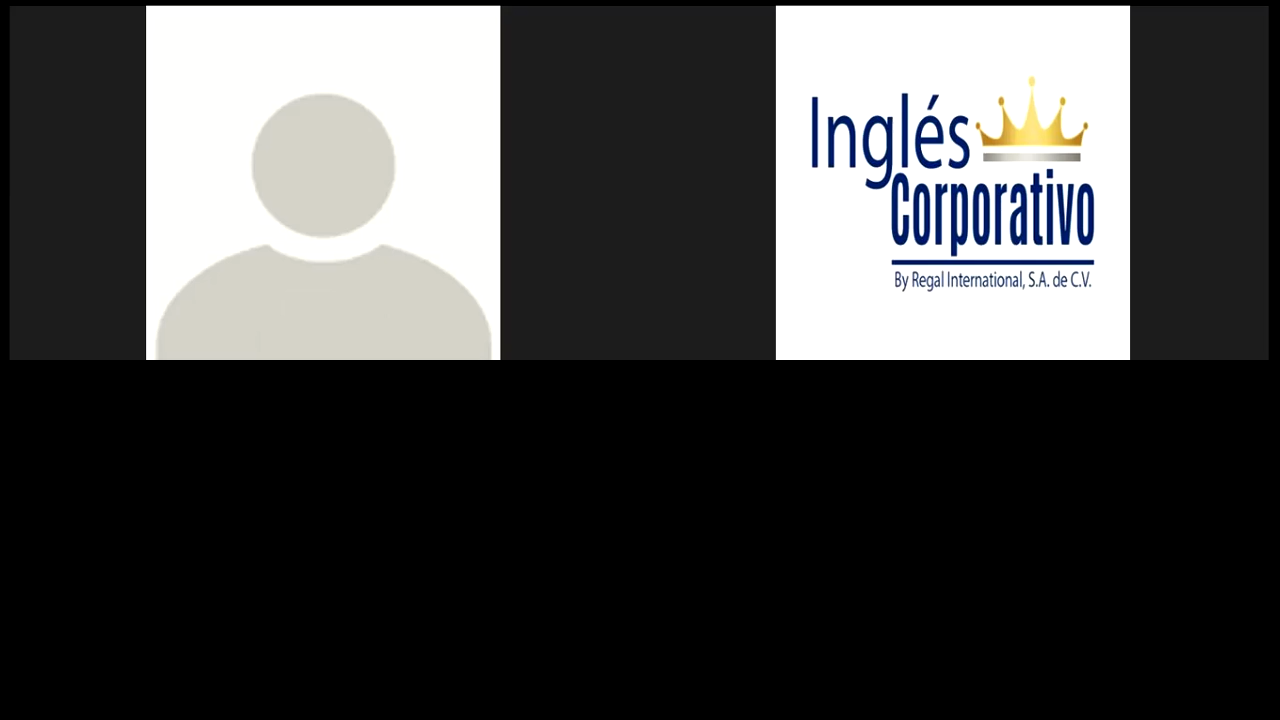 Inglés
Corporativo
By Regal International, S.A. de C.V.